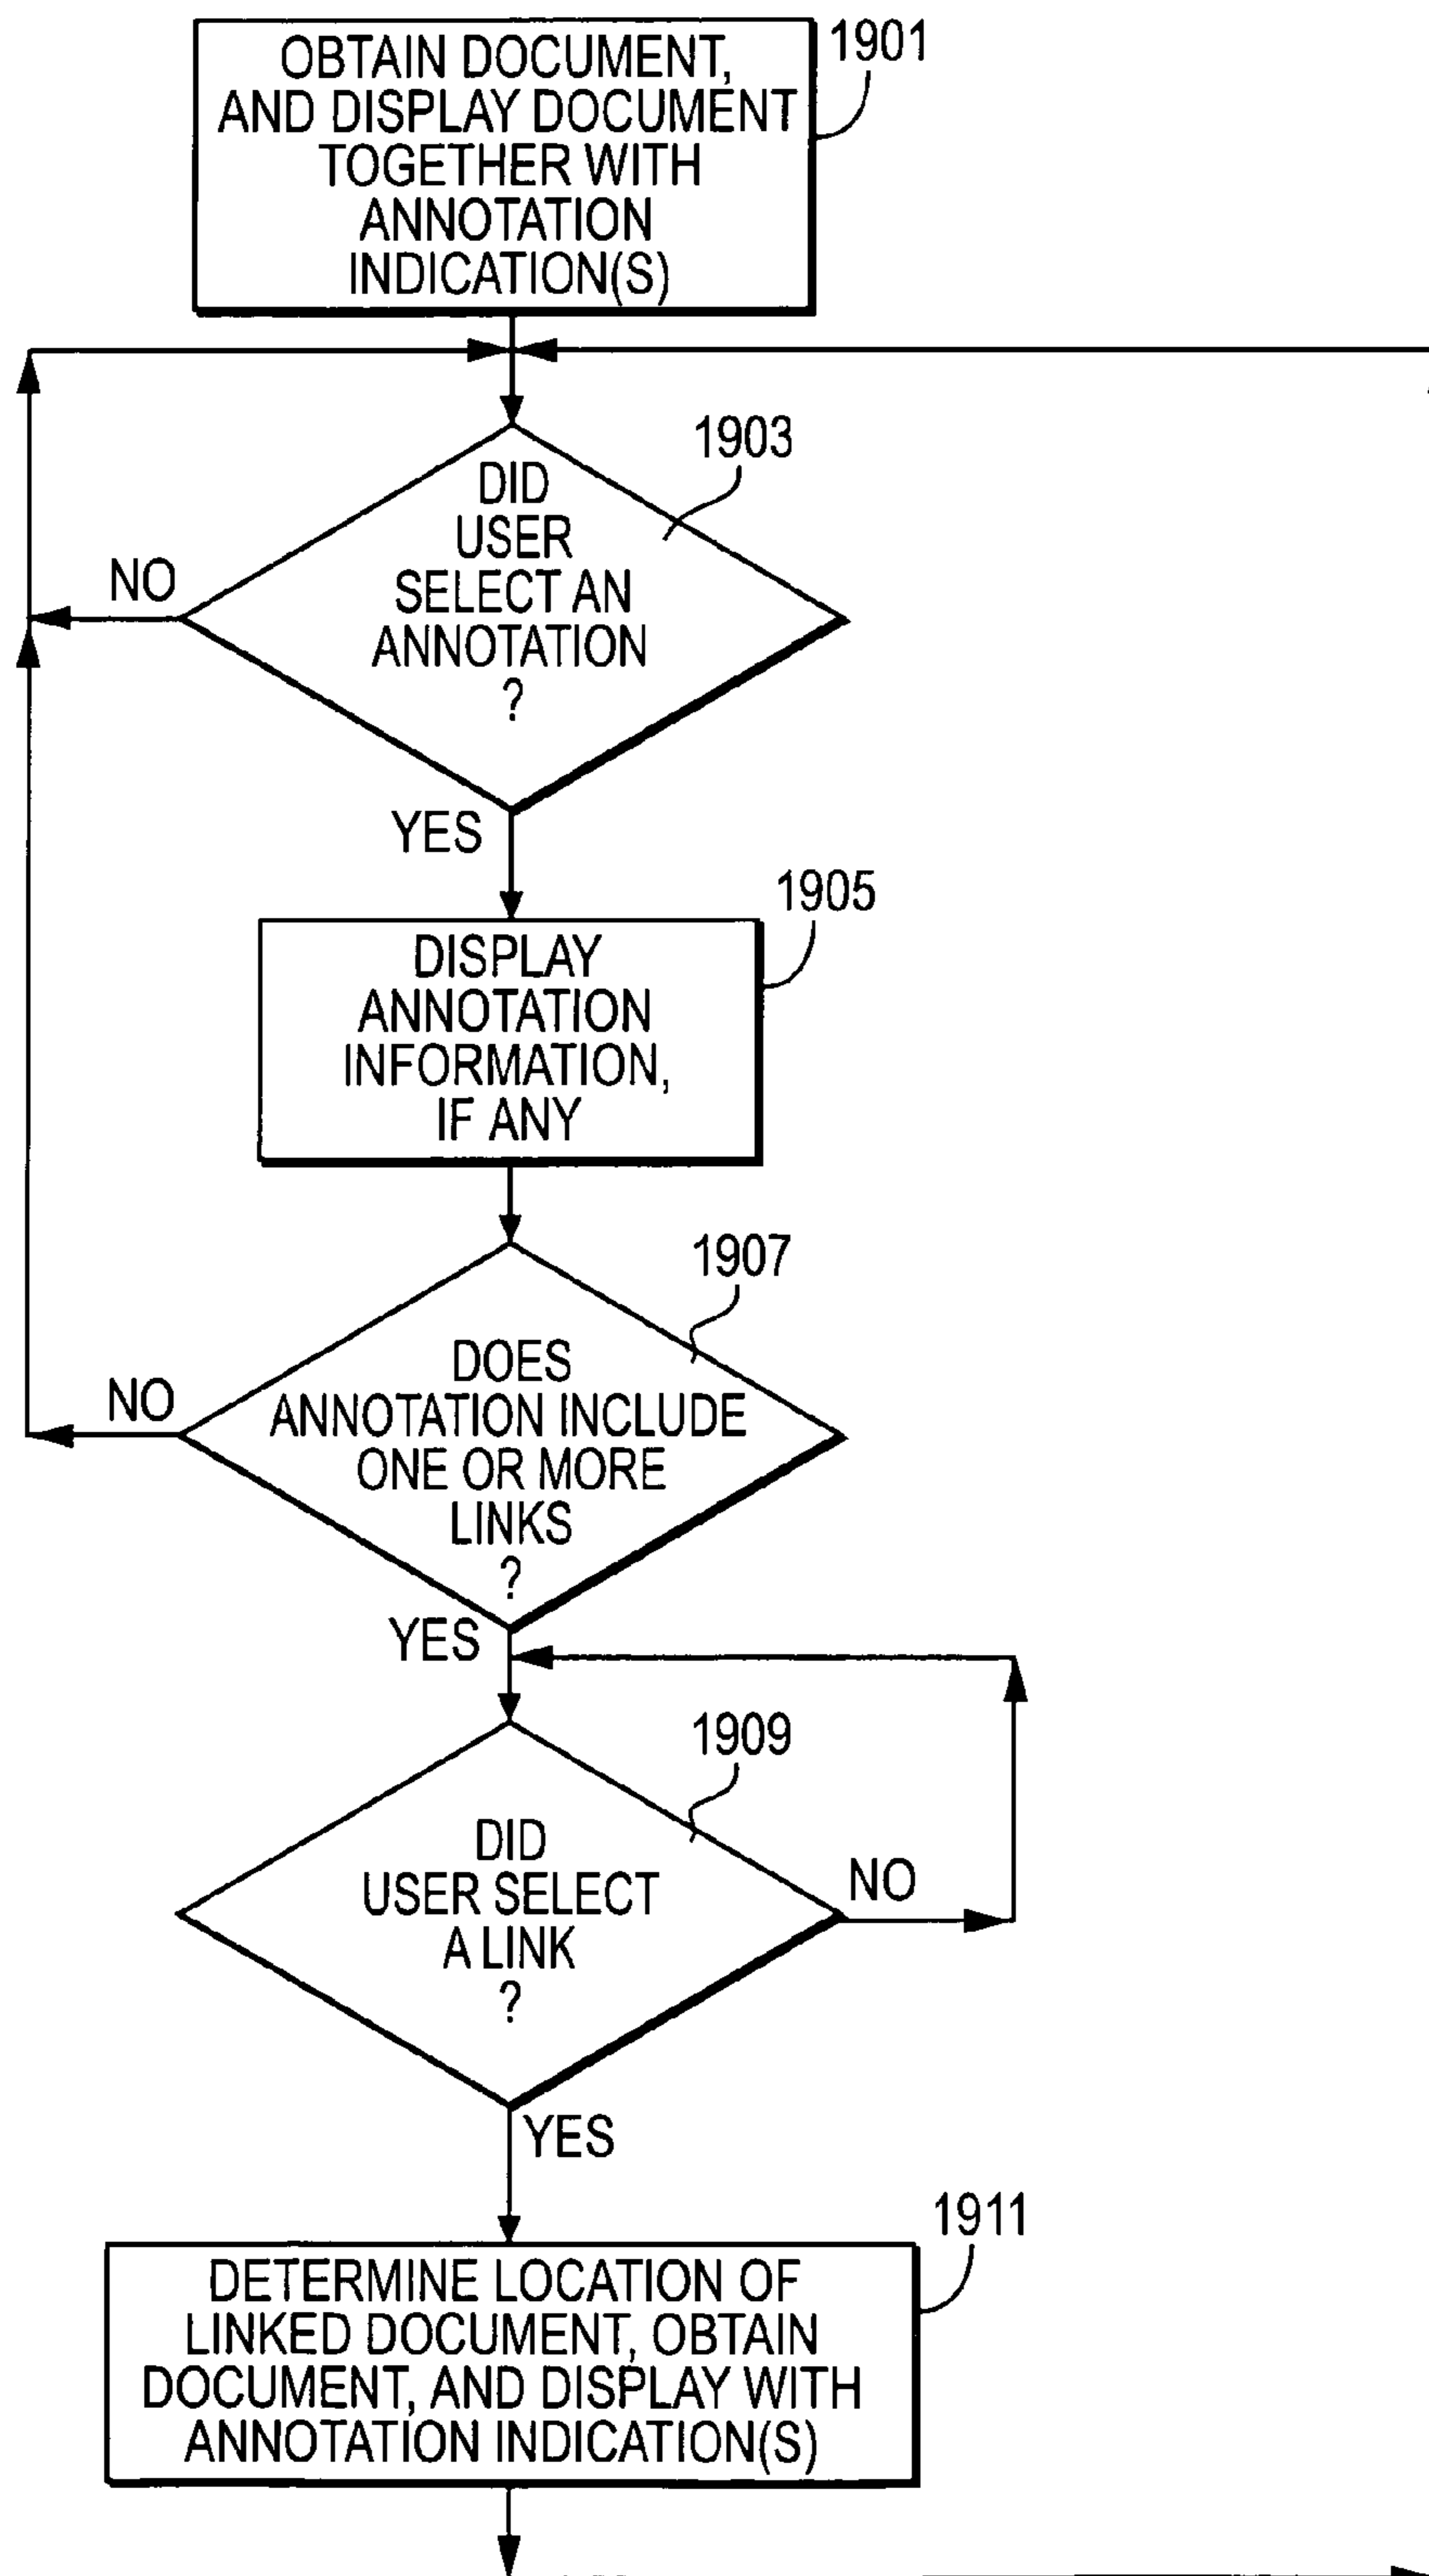 OBTAIN DOCUMENT,
AND DISPLAY DOCUMENT
TOGETHER WITH
ANNOTATION
INDICATION(S)
1901
DID
USER
SELECT AN
ANNOTATION
?
1903
NO
YES
DISPLAY
ANNOTATION
INFORMATION,
IF ANY
1905
DOES
ANNOTATION INCLUDE
ONE OR MORE
LINKS
?
1907
NO
YES
DID
USER SELECT
A LINK
?
1909
NO
YES
DETERMINE LOCATION OF
LINKED DOCUMENT, OBTAIN
DOCUMENT, AND DISPLAY WITH
ANNOTATION INDICATION(S)
1911